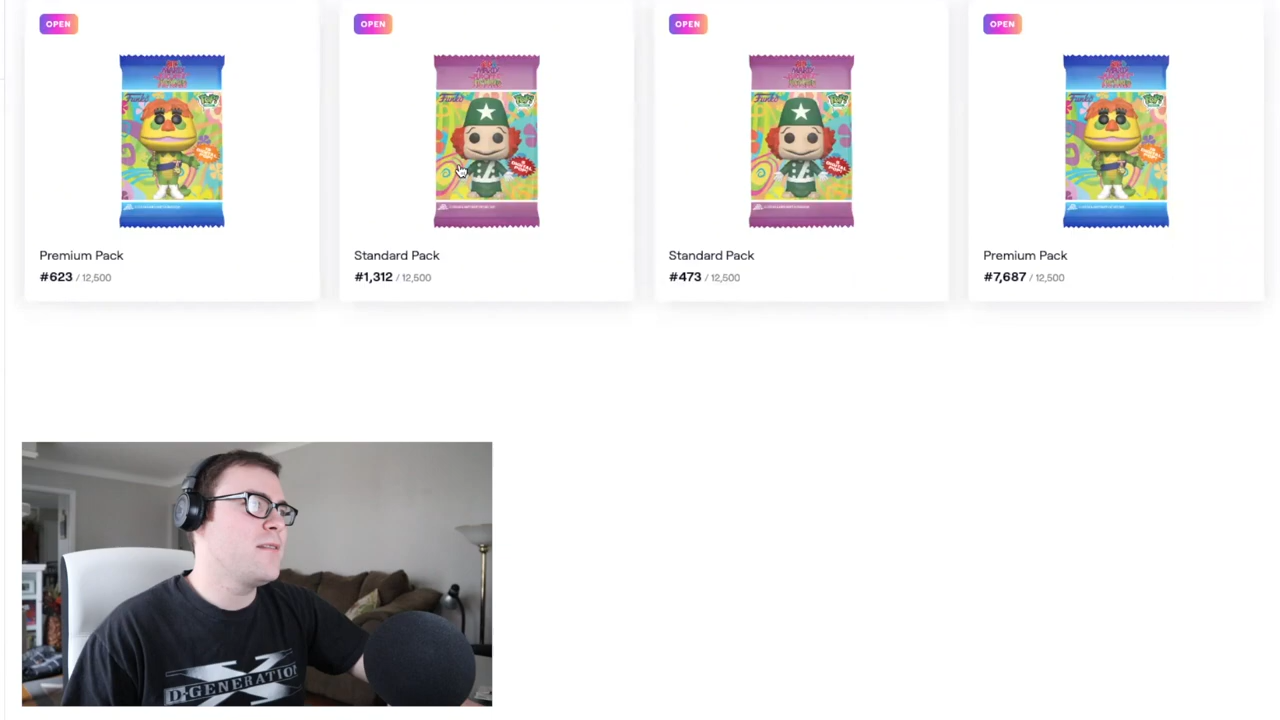 OPEN
Funko
Premium Pack
#623 / 12,500
OPEN
Funko
Standard Pack
#1,312 / 12,500
OPEN
Funko
Standard Pack
#473 / 12,500
OPEN
Funko
Premium Pack
#7,687 / 12,500
D-GENERATION
X